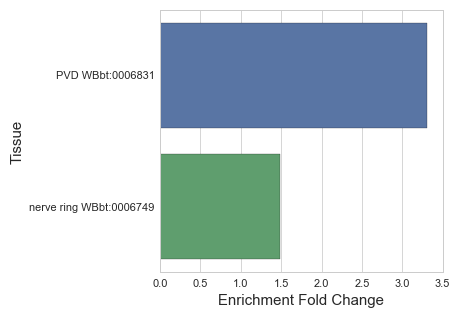 Tissue
PVD WBbt:0006831
nerve ring WBbt:0006749
0.0 0.5 1.0 1.5 2.0 2.5 3.0 3.5
Enrichment Fold Change